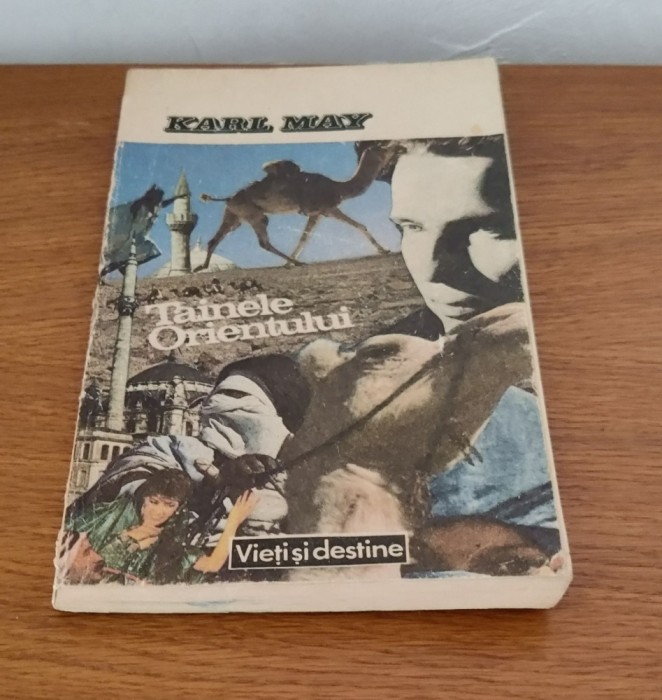 KARL MAY
Tainele
Orientului
Vieți și destine